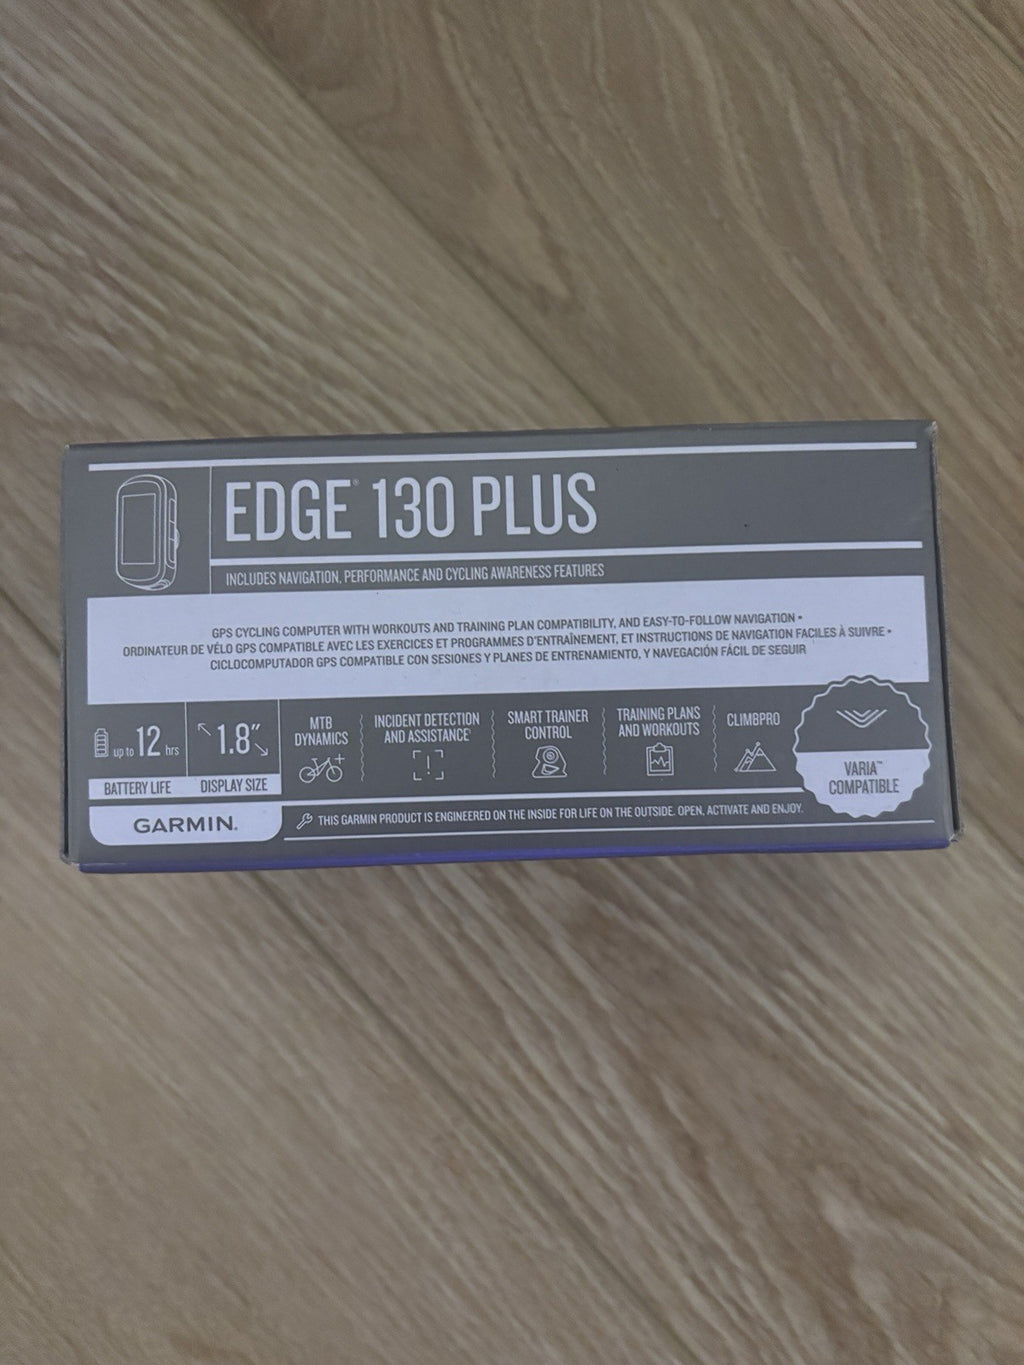 EDGE® 130 PLUS
INCLUDES NAVIGATION, PERFORMANCE AND CYCLING AWARENESS FEATURES
GPS CYCLING COMPUTER WITH WORKOUTS AND TRAINING PLAN COMPATIBILITY, AND EASY-TO-FOLLOW NAVIGATION •
ORDINATEUR DE VÉLO GPS COMPATIBLE AVEC LES EXERCICES ET PROGRAMMES D'ENTRAÎNEMENT, ET INSTRUCTIONS DE NAVIGATION FACILES À SUIVRE •
CICLOCOMPUTADOR GPS COMPATIBLE CON SESIONES Y PLANES DE ENTRENAMIENTO, Y NAVEGACIÓN FÁCIL DE SEGUIR
up to 12 hrs
BATTERY LIFE
1.8"
DISPLAY SIZE
MTB
DYNAMICS
INCIDENT DETECTION
AND ASSISTANCE¹
SMART TRAINER
CONTROL
TRAINING PLANS
AND WORKOUTS
CLIMBPRO
VARIA™
COMPATIBLE
GARMIN®
THIS GARMIN PRODUCT IS ENGINEERED ON THE INSIDE FOR LIFE ON THE OUTSIDE. OPEN, ACTIVATE AND ENJOY.